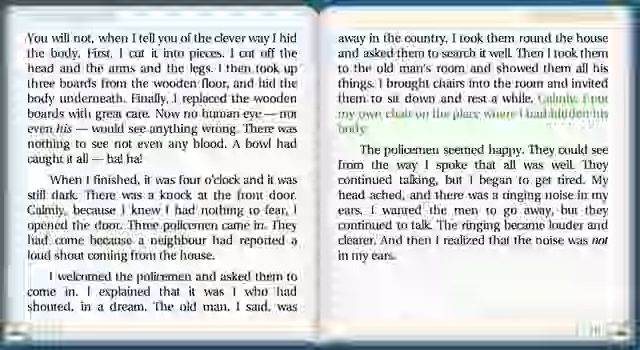 You will not, when I tell you of the clever way I hid
the body. First, I cut it into pieces. I cut off the
head and the arms and the legs. I then took up
three boards from the wooden floor, and hid the
body underneath. Finally, I replaced the wooden
boards with great care. Now no human eye — not
even his — would see anything wrong. There was
nothing to see not even any blood. A bowl had
caught it all — ha! ha!
When I finished, it was four o'clock and it was
still dark. There was a knock at the front door.
Calmly, because I knew I had nothing to fear, I
opened the door. Three policemen came in. They
had come because a neighbour had reported a
loud shout coming from the house.
I welcomed the policemen and asked them to
come in. I explained that it was I who had
shouted, in a dream. The old man, I said, was
away in the country. I took them round the house
and asked them to search it well. Then I took them
to the old man's room and showed them all his
things. I brought chairs into the room and invited
them to sit down and rest a while. Calmly, I put
my own chair on the place where I had hidden his
body.
The policemen seemed happy. They could see
from the way I spoke that all was well. They
continued talking, but I began to get tired. My
head ached, and there was a ringing noise in my
ears. I wanted the men to go away, but they
continued to talk. The ringing became louder and
clearer. And then I realized that the noise was not
in my ears.